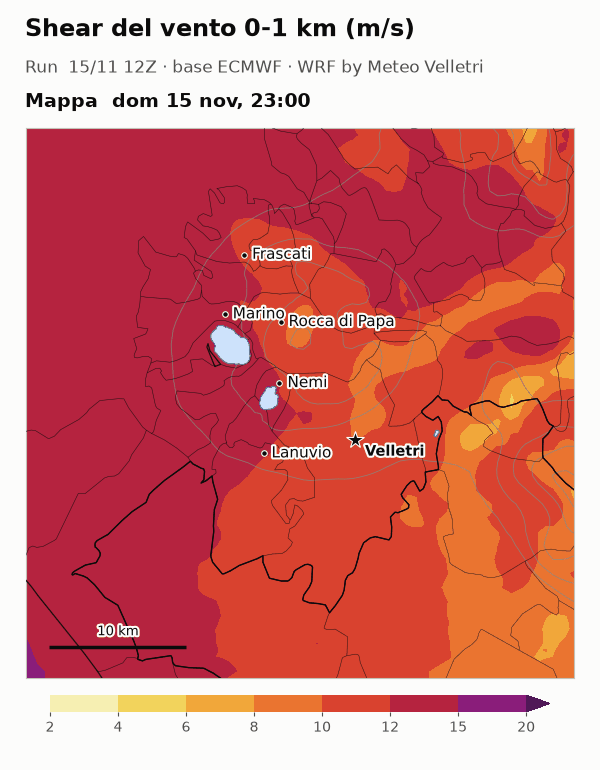 Shear del vento 0-1 km (m/s)
Run  15/11 12Z · base ECMWF · WRF by Meteo Velletri
Mappa  dom 15 nov, 23:00
Frascati
Marino
Rocca di Papa
Nemi
Velletri
Lanuvio
10 km
2 4 6 8 10 12 15 20